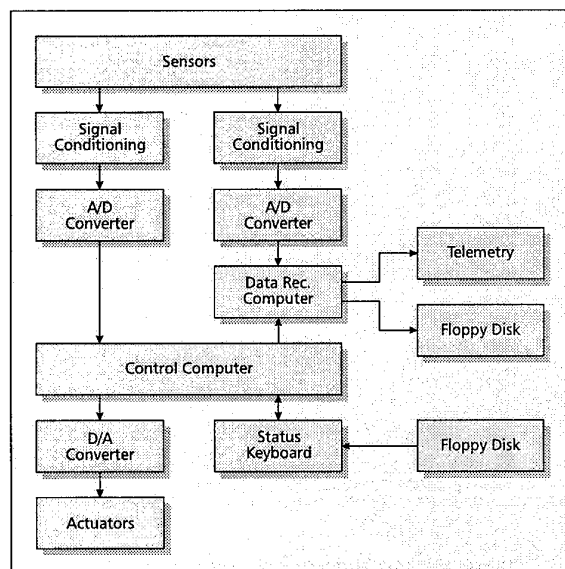 Sensors
Signal
Conditioning
Signal
Conditioning
A/D
Converter
A/D
Converter
Data Rec.
Computer
Telemetry
Floppy Disk
Control Computer
D/A
Converter
Status
Keyboard
Floppy Disk
Actuators